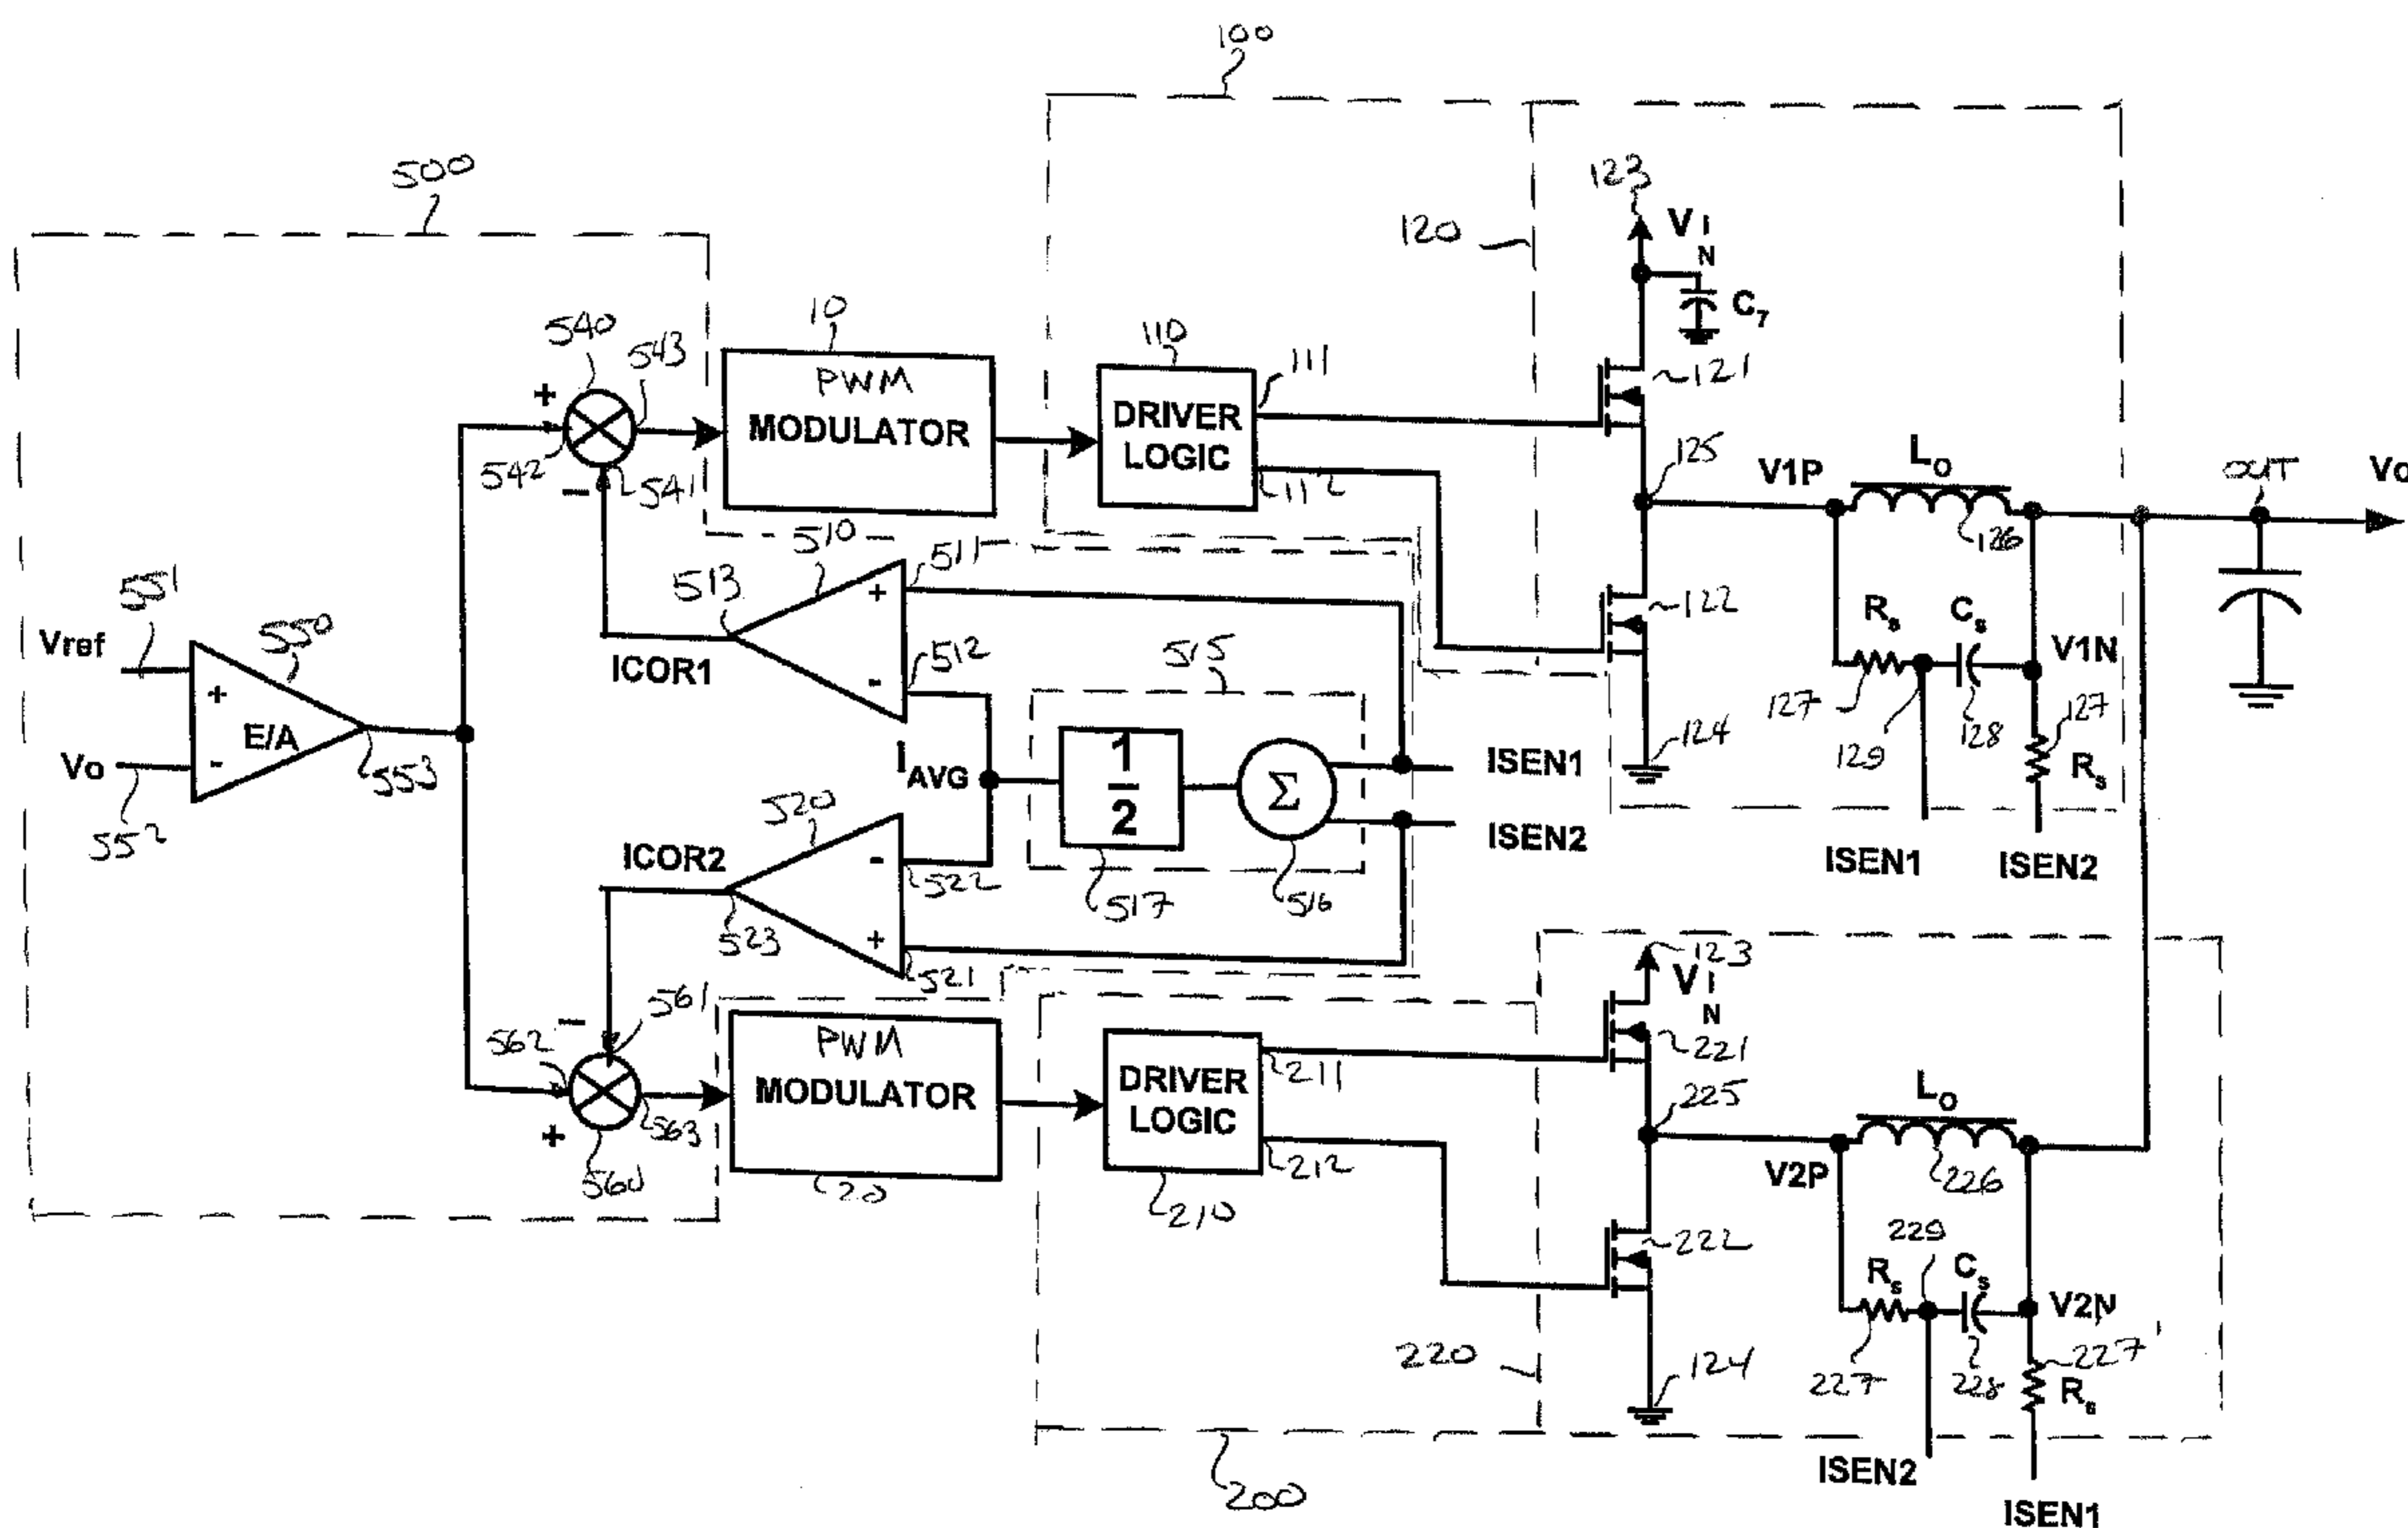 100
500
123
V IN
120
C7
10
540
543
+
110
111
121
PWM
MODULATOR
DRIVER
LOGIC
542
541
-
112
125
V1P
LO
126
OUT
Vo
510
511
513
+
551
550
Vref
+
E/A
-
Vo
552
553
ICOR1
512
-
515
122
Rs
Cs
V1N
127
129
128
127
Rs
124
IAVG
1
2
Σ
ISEN1
ISEN2
517
516
ISEN1
ISEN2
520
ICOR2
-
522
523
+
521
123
V IN
561
-
562
563
+
560
PWM
MODULATOR
20
DRIVER
LOGIC
211
212
210
221
225
V2P
LO
226
222
229
Rs
Cs
V2N
227
228
227'
Rs
220
124
200
ISEN2
ISEN1